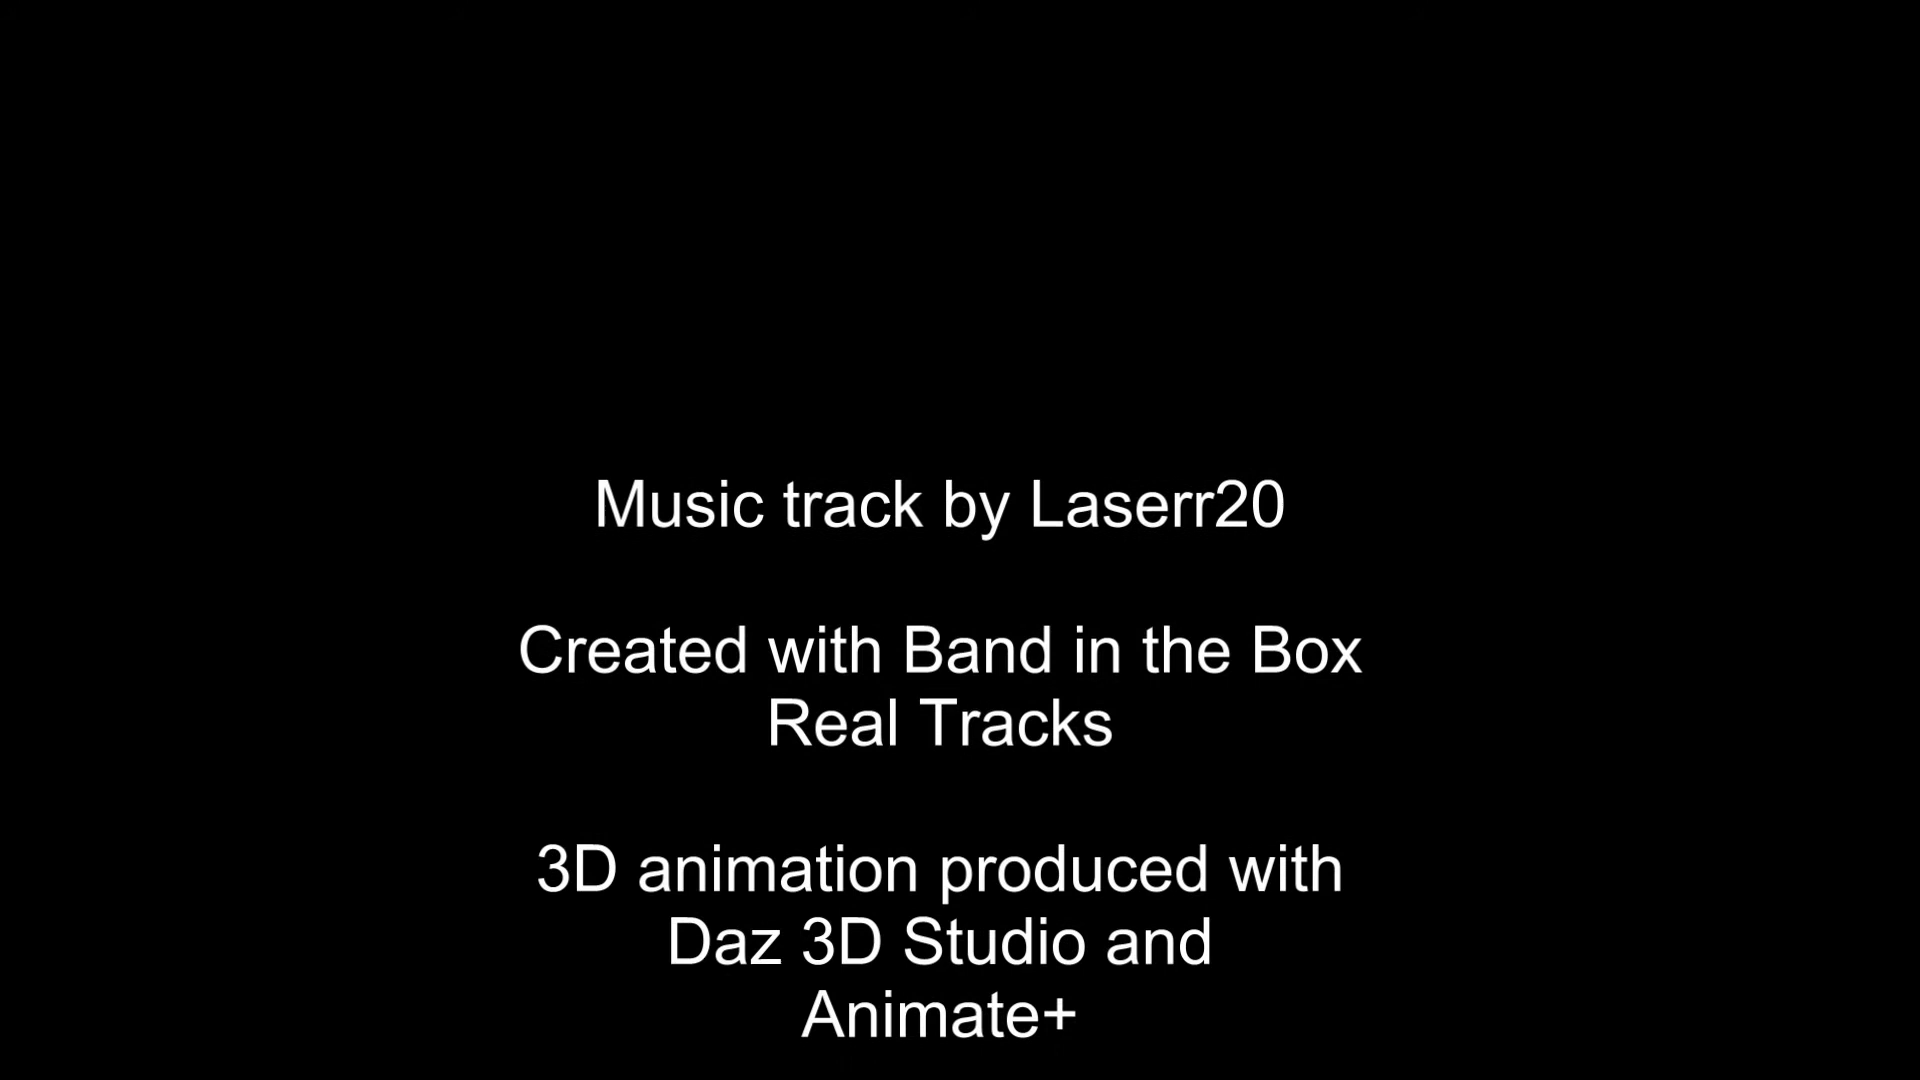 Music track by Laserr20
Created with Band in the Box
Real Tracks
3D animation produced with
Daz 3D Studio and
Animate+